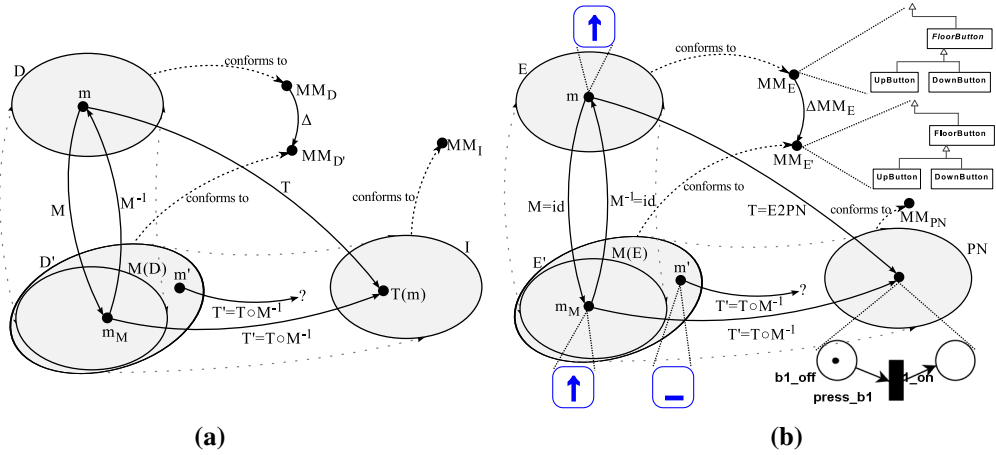 D
m
conforms to
MM_D
Δ
MM_D'
MM_I
conforms to
T
M
M⁻¹
conforms to
D'
M(D)
m'
?
I
T(m)
T'=T○M⁻¹
m_M
T'=T○M⁻¹
(a)
E
m
conforms to
MM_E
ΔMM_E
MM_E'
FloorButton
UpButton
DownButton
FloorButton
UpButton
DownButton
M=id
M⁻¹=id
conforms to
T=E2PN
conforms to
MM_PN
PN
E'
M(E)
m'
?
T'=T○M⁻¹
m_M
T'=T○M⁻¹
b1_off
press_b1
1_on
(b)